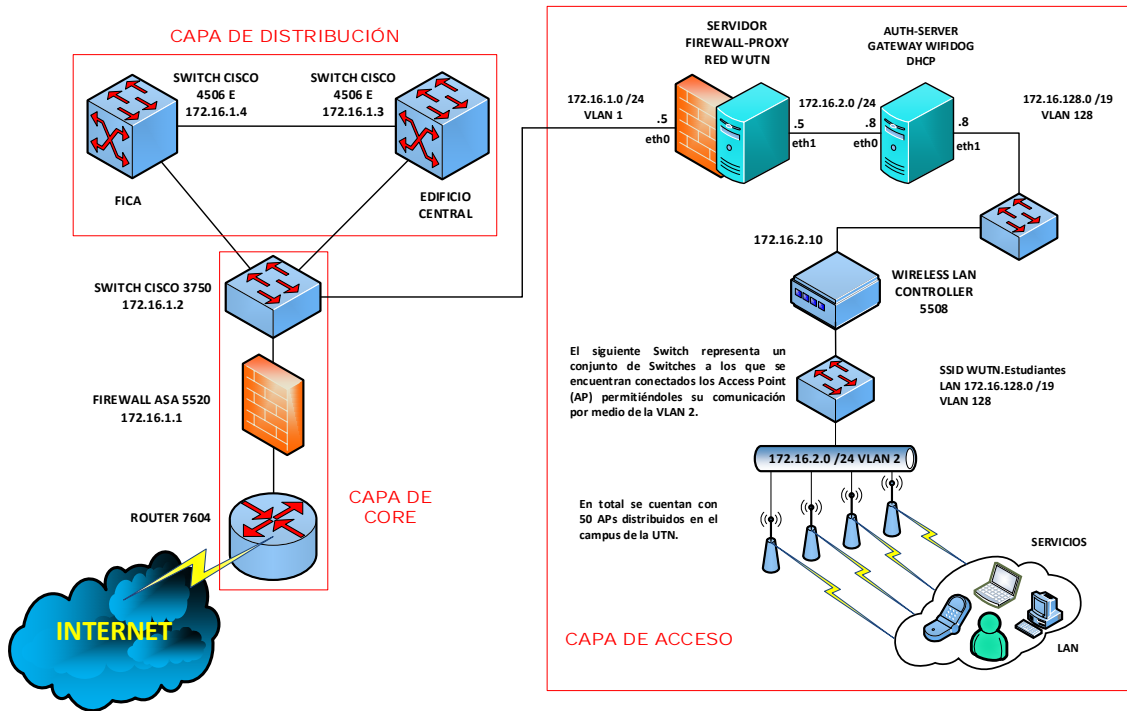 CAPA DE DISTRIBUCIÓN
SWITCH CISCO
4506 E
172.16.1.4
SWITCH CISCO
4506 E
172.16.1.3
FICA
EDIFICIO
CENTRAL
SWITCH CISCO 3750
172.16.1.2
FIREWALL ASA 5520
172.16.1.1
ROUTER 7604
CAPA DE
CORE
INTERNET
SERVIDOR
FIREWALL-PROXY
RED WUTN
AUTH-SERVER
GATEWAY WIFIDOG
DHCP
172.16.1.0 /24
VLAN 1
.5
eth0
172.16.2.0 /24
.5
eth1
.8
eth0
.8
eth1
172.16.128.0 /19
VLAN 128
172.16.2.10
WIRELESS LAN
CONTROLLER
5508
El siguiente Switch representa un
conjunto de Switches a los que se
encuentran conectados los Access Point
(AP) permitiéndoles su comunicación
por medio de la VLAN 2.
SSID WUTN.Estudiantes
LAN 172.16.128.0 /19
VLAN 128
172.16.2.0 /24 VLAN 2
En total se cuentan con
50 APs distribuidos en el
campus de la UTN.
SERVICIOS
LAN
CAPA DE ACCESO